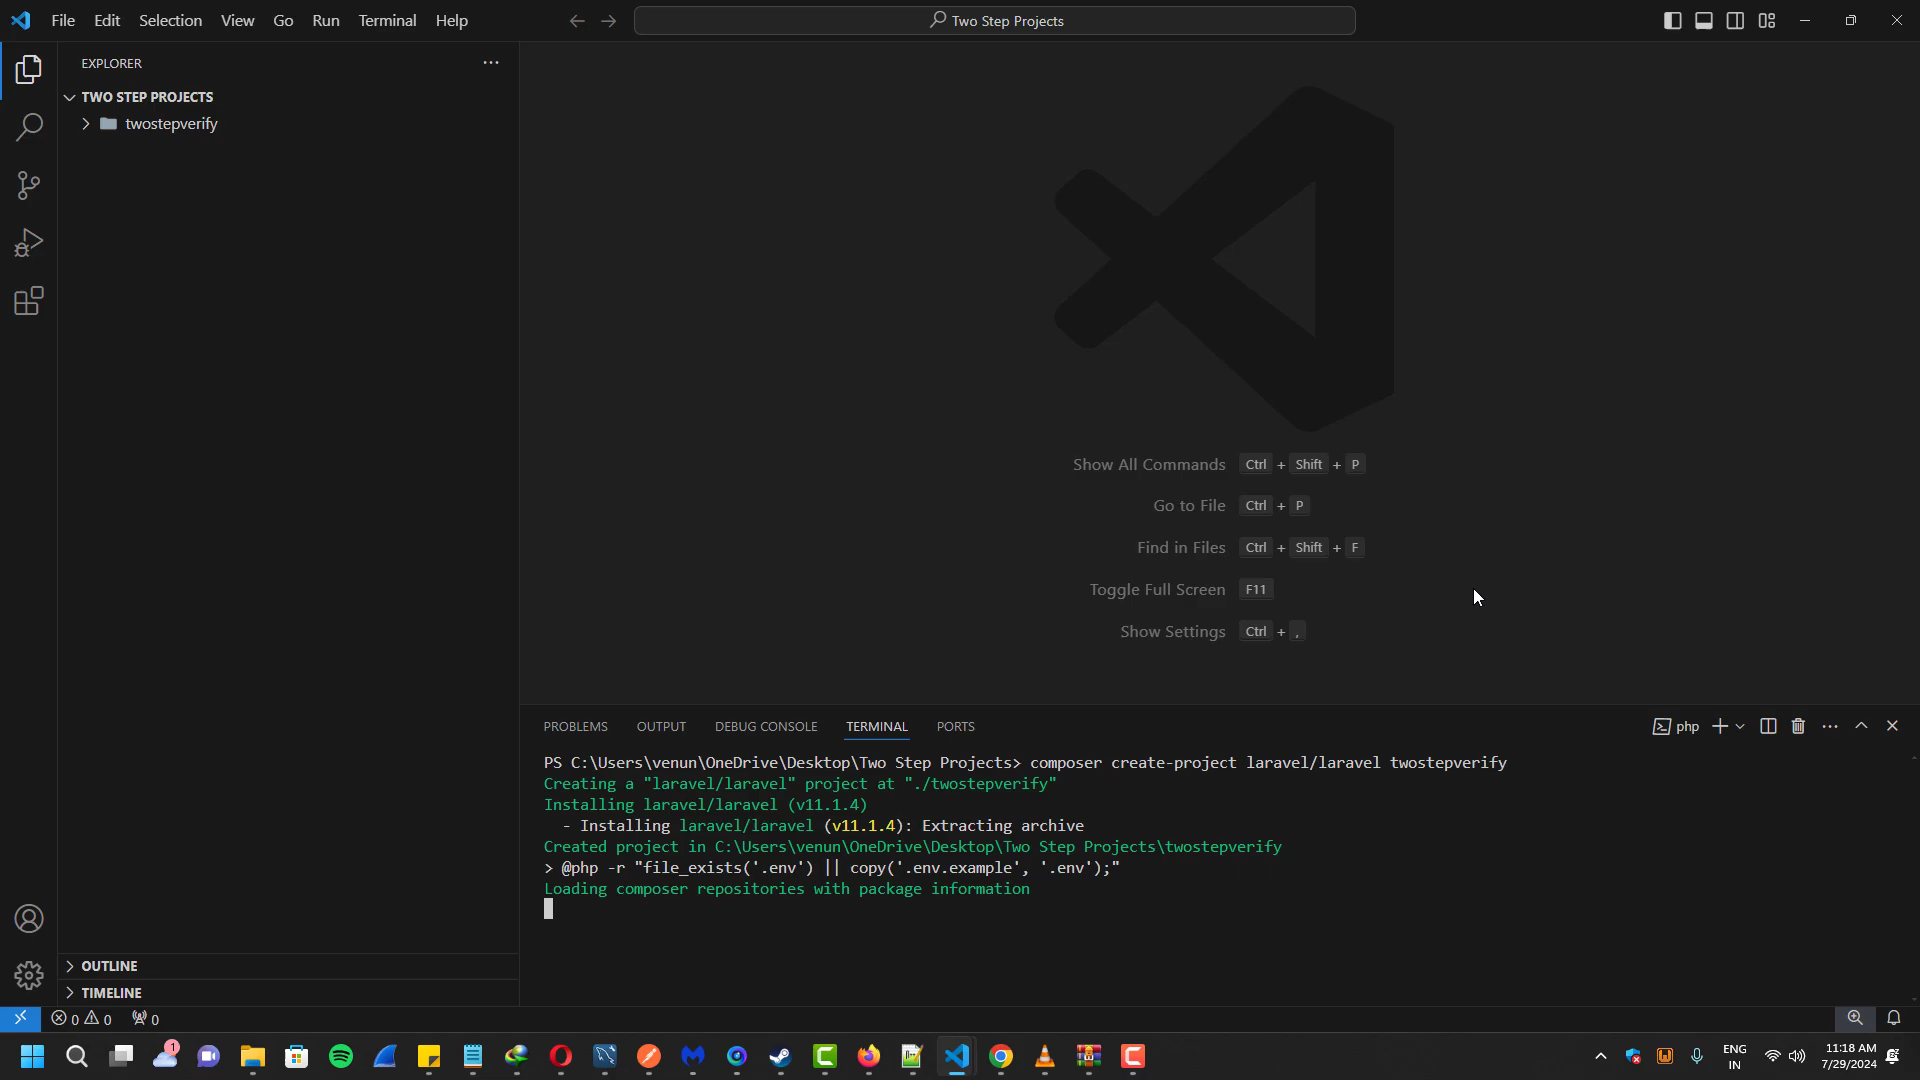 File Edit Selection View Go Run Terminal Help
Two Step Projects
EXPLORER
TWO STEP PROJECTS
twostepverify
Show All Commands Ctrl + Shift + P
Go to File Ctrl + P
Find in Files Ctrl + Shift + F
Toggle Full Screen F11
Show Settings Ctrl + ,
PROBLEMS OUTPUT DEBUG CONSOLE TERMINAL PORTS
php
PS C:\Users\venun\OneDrive\Desktop\Two Step Projects> composer create-project laravel/laravel twostepverify
Creating a "laravel/laravel" project at "./twostepverify"
Installing laravel/laravel (v11.1.4)
- Installing laravel/laravel (v11.1.4): Extracting archive
Created project in C:\Users\venun\OneDrive\Desktop\Two Step Projects\twostepverify
> @php -r "file_exists('.env') || copy('.env.example', '.env');"
Loading composer repositories with package information
OUTLINE
TIMELINE
0 0 0
1
ENG
IN
11:18 AM
7/29/2024